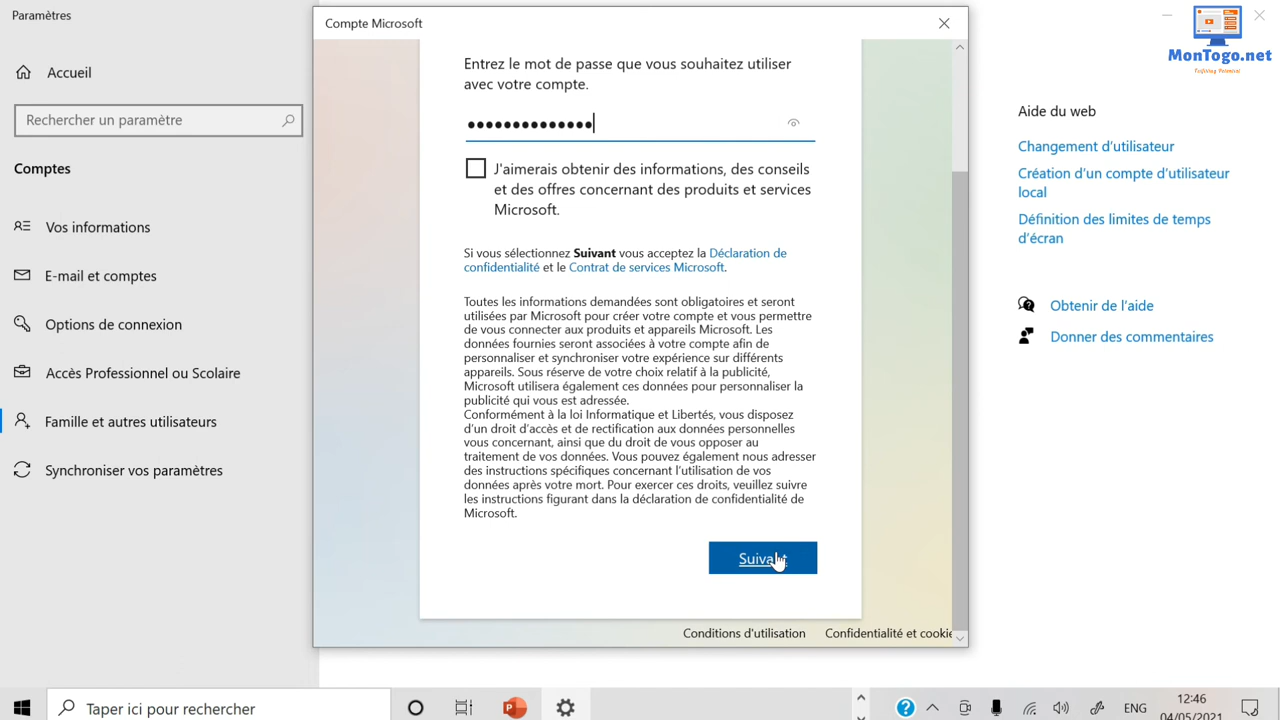 Paramètres
Accueil
Rechercher un paramètre
Comptes
Vos informations
E-mail et comptes
Options de connexion
Accès Professionnel ou Scolaire
Famille et autres utilisateurs
Synchroniser vos paramètres
Compte Microsoft
Entrez le mot de passe que vous souhaitez utiliser
avec votre compte.
J'aimerais obtenir des informations, des conseils
et des offres concernant des produits et services
Microsoft.
Si vous sélectionnez Suivant vous acceptez la Déclaration de
confidentialité et le Contrat de services Microsoft.
Toutes les informations demandées sont obligatoires et seront
utilisées par Microsoft pour créer votre compte et vous permettre
de vous connecter aux produits et appareils Microsoft. Les
données fournies seront associées à votre compte afin de
personnaliser et synchroniser votre expérience sur différents
appareils. Sous réserve de votre choix relatif à la publicité,
Microsoft utilisera également ces données pour personnaliser la
publicité qui vous est adressée.
Conformément à la loi Informatique et Libertés, vous disposez
d'un droit d'accès et de rectification aux données personnelles
vous concernant, ainsi que du droit de vous opposer au
traitement de vos données. Vous pouvez également nous adresser
des instructions spécifiques concernant l'utilisation de vos
données après votre mort. Pour exercer ces droits, veuillez suivre
les instructions figurant dans la déclaration de confidentialité de
Microsoft.
Suivant
Conditions d'utilisation Confidentialité et cookie
MonTogo.net
Aide du web
Changement d'utilisateur
Création d'un compte d'utilisateur
local
Définition des limites de temps
d'écran
Obtenir de l'aide
Donner des commentaires
Taper ici pour rechercher
ENG
12:46
04/05/2021